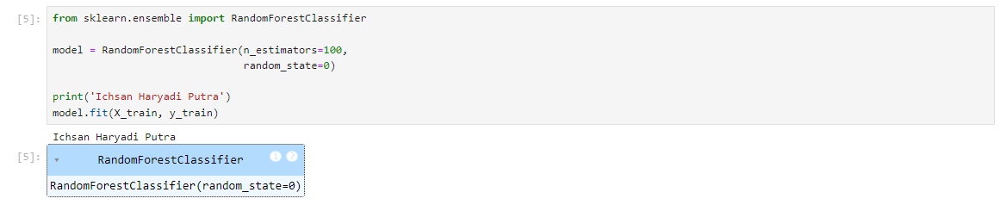 [5]: from sklearn.ensemble import RandomForestClassifier
model = RandomForestClassifier(n_estimators=100,
random_state=0)
print('Ichsan Haryadi Putra')
model.fit(X_train, y_train)
Ichsan Haryadi Putra
[5]: ▾ RandomForestClassifier i ?
RandomForestClassifier(random_state=0)